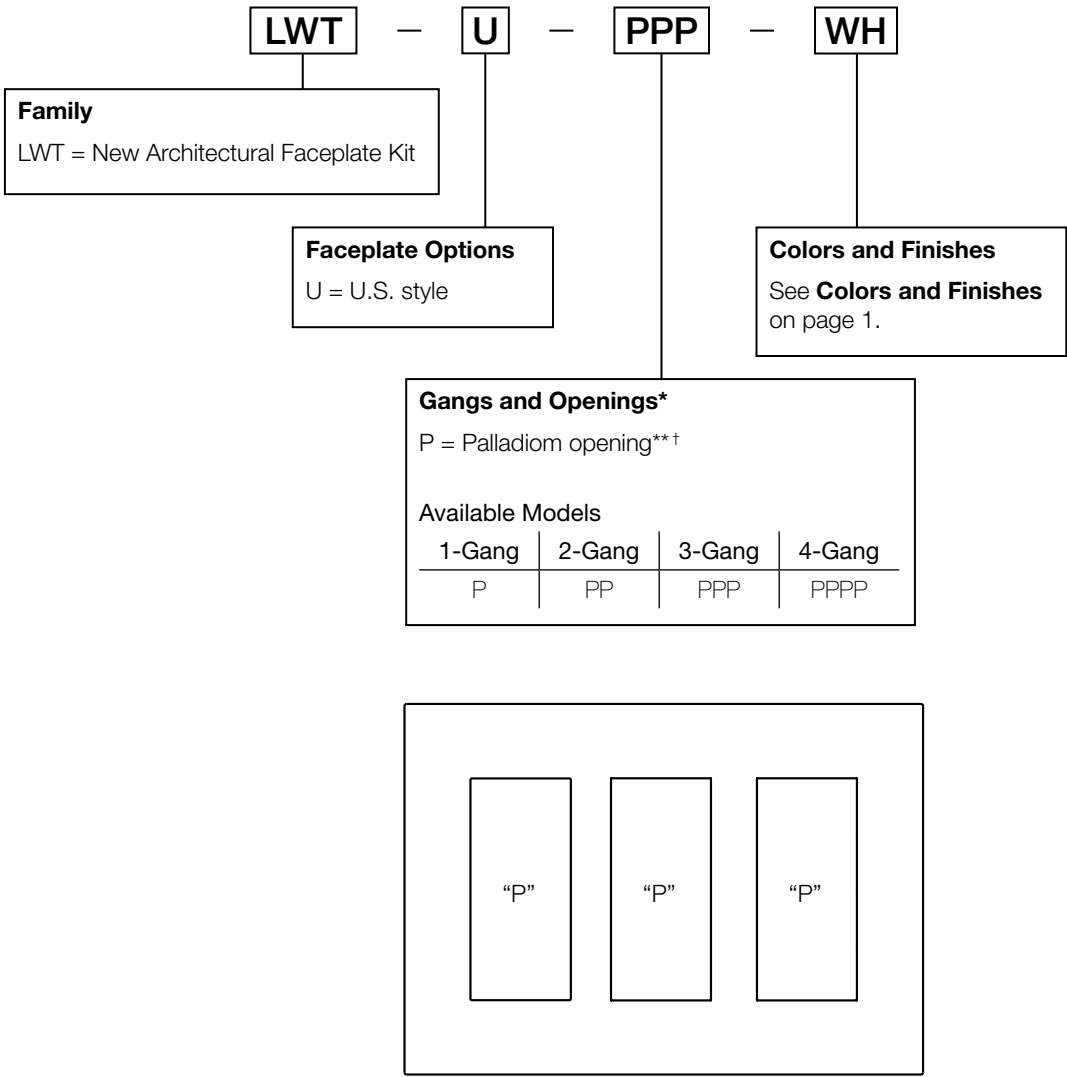 LWT – U – PPP – WH
Family
LWT = New Architectural Faceplate Kit
Faceplate Options
U = U.S. style
Colors and Finishes
See Colors and Finishes
on page 1.
Gangs and Openings*
P = Palladiom opening**†
Available Models
1-Gang 2-Gang 3-Gang 4-Gang
P PP PPP PPPP
“P” “P” “P”